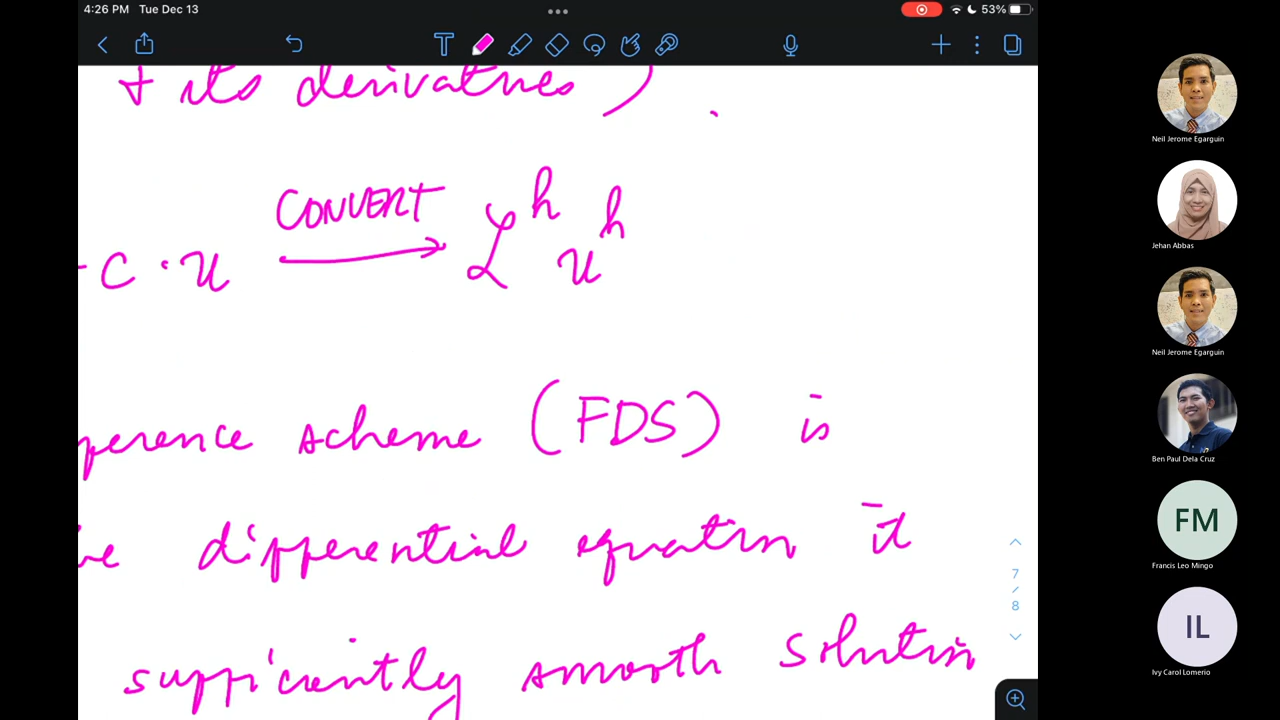 4:26 PM Tue Dec 13
53%
T
+ its derivatives) .
Neil Jerome Egarguin
CONVERT
- C · u → L^h u^h
Jehan Abbas
Neil Jerome Egarguin
fference scheme (FDS) is
Ben Paul Dela Cruz
differential equation it
FM
Francis Leo Mingo
7
/
8
sufficiently smooth solution
IL
Ivy Carol Lomerio